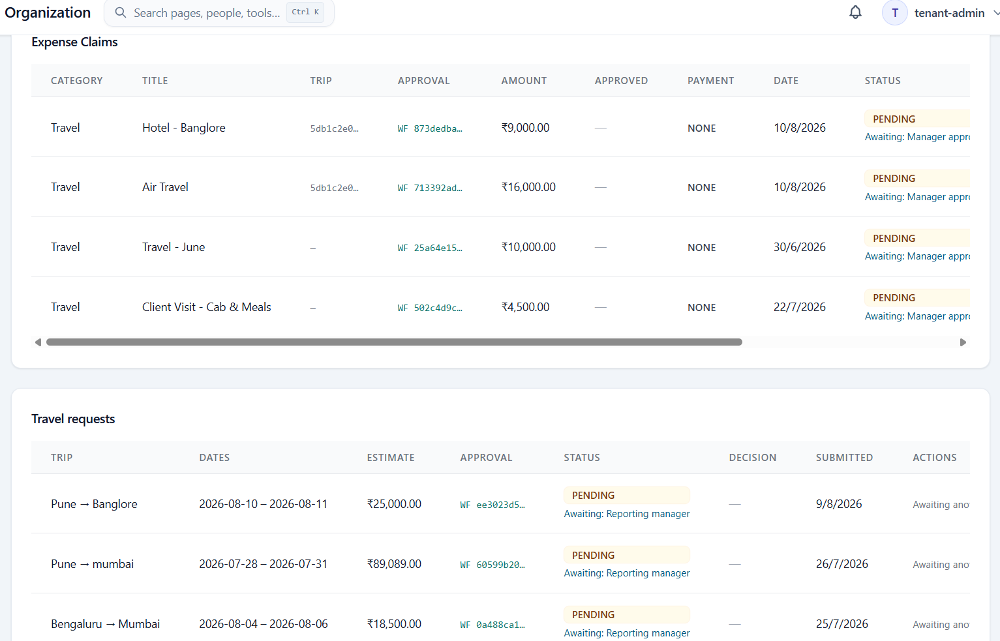 Organization
Search pages, people, tools... Ctrl K
T tenant-admin
Expense Claims
CATEGORY TITLE TRIP APPROVAL AMOUNT APPROVED PAYMENT DATE STATUS
Travel Hotel - Banglore 5db1c2e0… WF 873dedba… ₹9,000.00 — NONE 10/8/2026 PENDING
Awaiting: Manager appro
Travel Air Travel 5db1c2e0… WF 713392ad… ₹16,000.00 — NONE 10/8/2026 PENDING
Awaiting: Manager appro
Travel Travel - June – WF 25a64e15… ₹10,000.00 — NONE 30/6/2026 PENDING
Awaiting: Manager appro
Travel Client Visit - Cab & Meals – WF 502c4d9c… ₹4,500.00 — NONE 22/7/2026 PENDING
Awaiting: Manager appro
Travel requests
TRIP DATES ESTIMATE APPROVAL STATUS DECISION SUBMITTED ACTIONS
Pune → Banglore 2026-08-10 – 2026-08-11 ₹25,000.00 WF ee3023d5… PENDING — 9/8/2026 Awaiting ano
Awaiting: Reporting manager
Pune → mumbai 2026-07-28 – 2026-07-31 ₹89,089.00 WF 60599b20… PENDING — 26/7/2026 Awaiting ano
Awaiting: Reporting manager
Bengaluru → Mumbai 2026-08-04 – 2026-08-06 ₹18,500.00 WF 0a488ca1… PENDING — 25/7/2026 Awaiting ano
Awaiting: Reporting manager